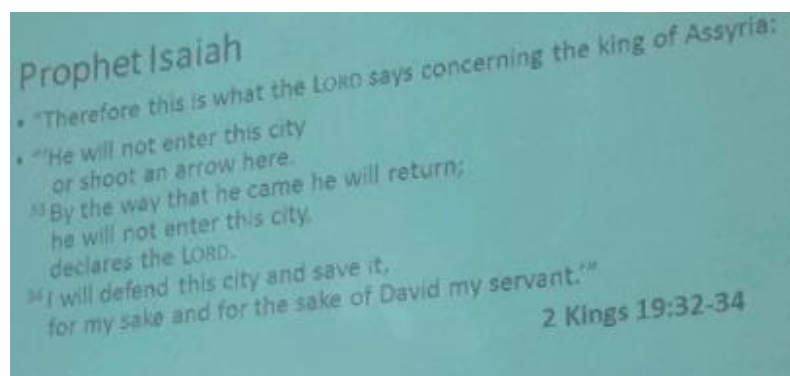 Prophet Isaiah
• "Therefore this is what the LORD says concerning the king of Assyria:
• "'He will not enter this city
or shoot an arrow here.
33 By the way that he came he will return;
he will not enter this city,
declares the LORD.
34 I will defend this city and save it,
for my sake and for the sake of David my servant.'"
2 Kings 19:32-34